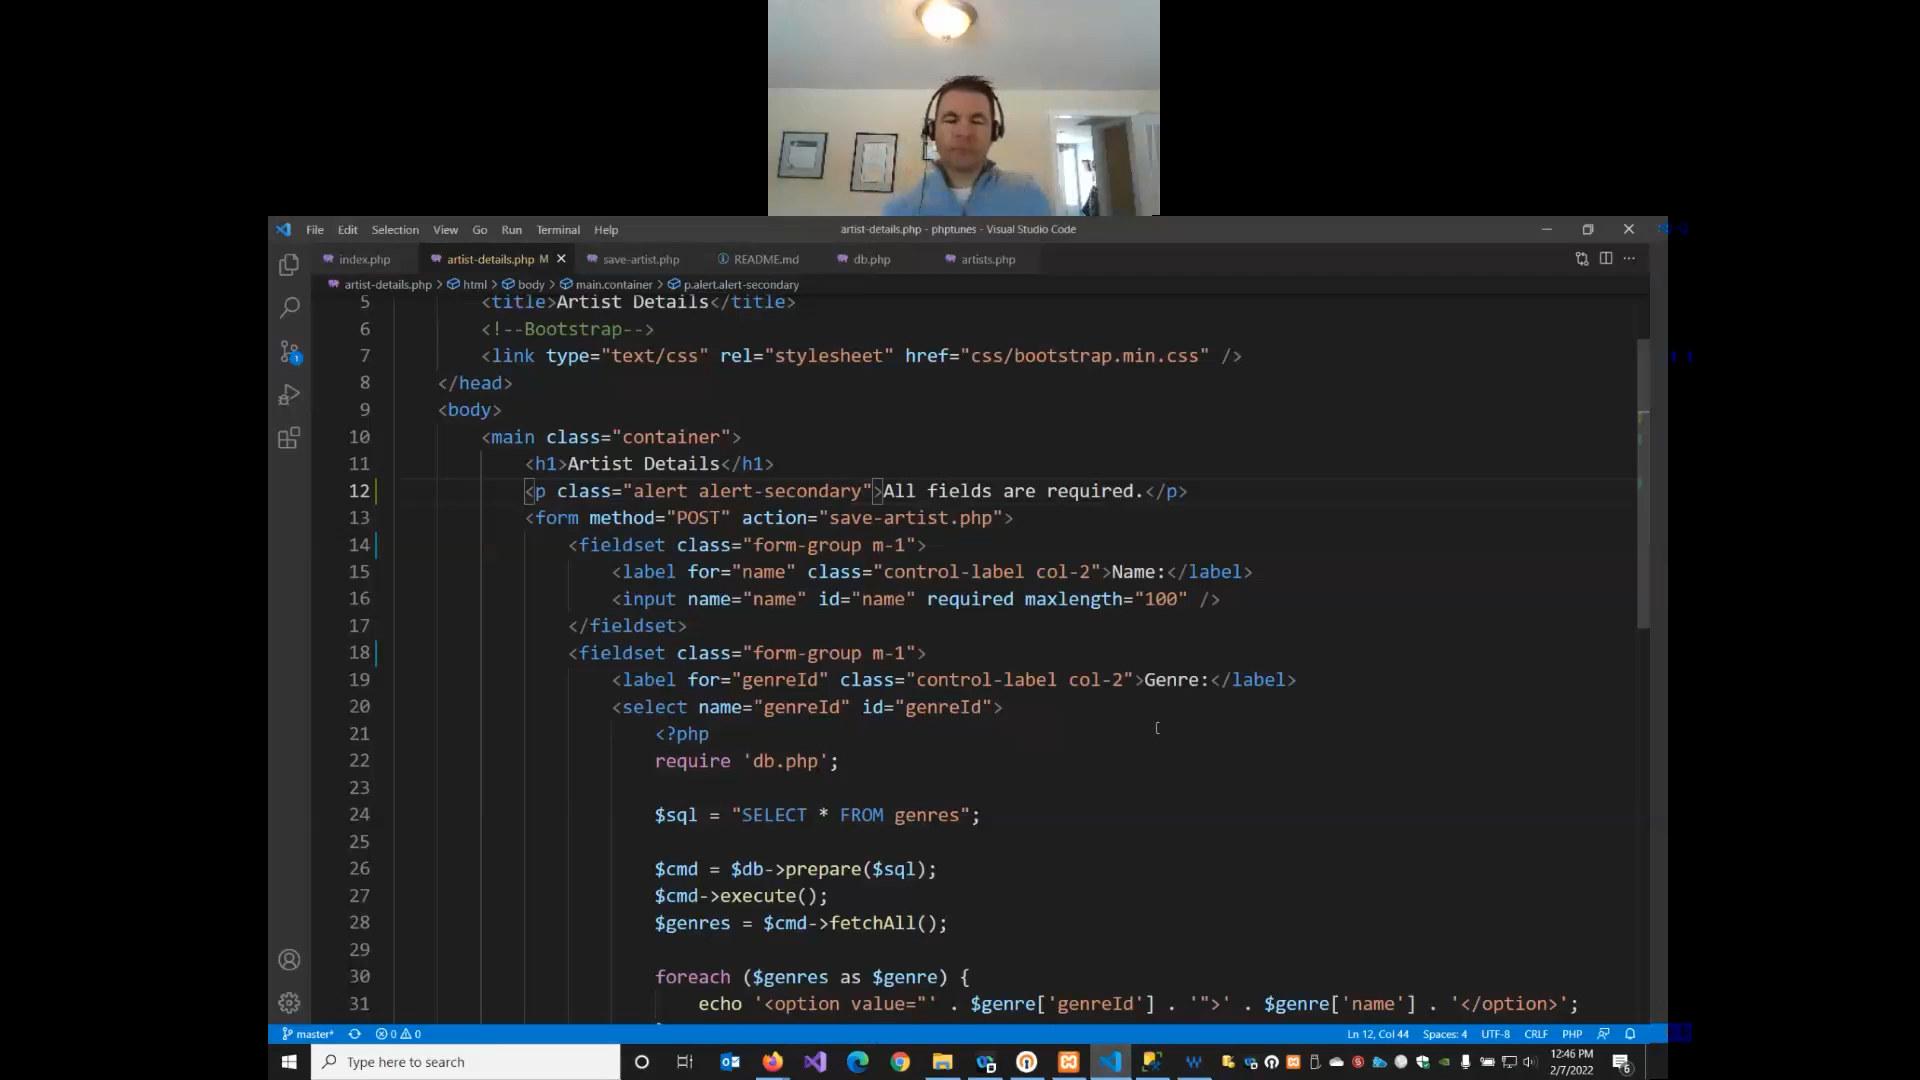 File Edit Selection View Go Run Terminal Help
artist-details.php - phptunes - Visual Studio Code
index.php
artist-details.php M
save-artist.php
README.md
db.php
artists.php
artist-details.php > html > body > main.container > p.alert.alert-secondary
5 <title>Artist Details</title>
6 <!--Bootstrap-->
7 <link type="text/css" rel="stylesheet" href="css/bootstrap.min.css" />
8 </head>
9 <body>
10 <main class="container">
11 <h1>Artist Details</h1>
12 <p class="alert alert-secondary">All fields are required.</p>
13 <form method="POST" action="save-artist.php">
14 <fieldset class="form-group m-1">
15 <label for="name" class="control-label col-2">Name:</label>
16 <input name="name" id="name" required maxlength="100" />
17 </fieldset>
18 <fieldset class="form-group m-1">
19 <label for="genreId" class="control-label col-2">Genre:</label>
20 <select name="genreId" id="genreId">
21 <?php
22 require 'db.php';
23
24 $sql = "SELECT * FROM genres";
25
26 $cmd = $db->prepare($sql);
27 $cmd->execute();
28 $genres = $cmd->fetchAll();
29
30 foreach ($genres as $genre) {
31 echo '<option value="' . $genre['genreId'] . '">' . $genre['name'] . '</option>';
master* 0 0
Ln 12, Col 44 Spaces: 4 UTF-8 CRLF PHP
Type here to search
12:46 PM
2/7/2022